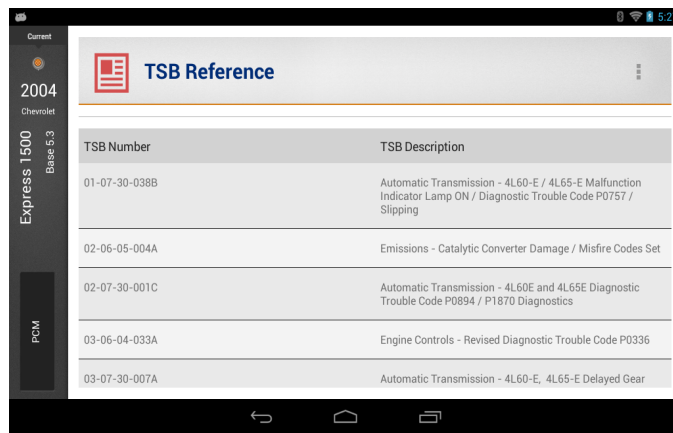 5:2
Current
2004
Chevrolet
Express 1500
Base 5.3
PCM
TSB Reference
TSB Number
TSB Description
01-07-30-038B
Automatic Transmission - 4L60-E / 4L65-E Malfunction
Indicator Lamp ON / Diagnostic Trouble Code P0757 /
Slipping
02-06-05-004A
Emissions - Catalytic Converter Damage / Misfire Codes Set
02-07-30-001C
Automatic Transmission - 4L60E and 4L65E Diagnostic
Trouble Code P0894 / P1870 Diagnostics
03-06-04-033A
Engine Controls - Revised Diagnostic Trouble Code P0336
03-07-30-007A
Automatic Transmission - 4L60-E, 4L65-E Delayed Gear